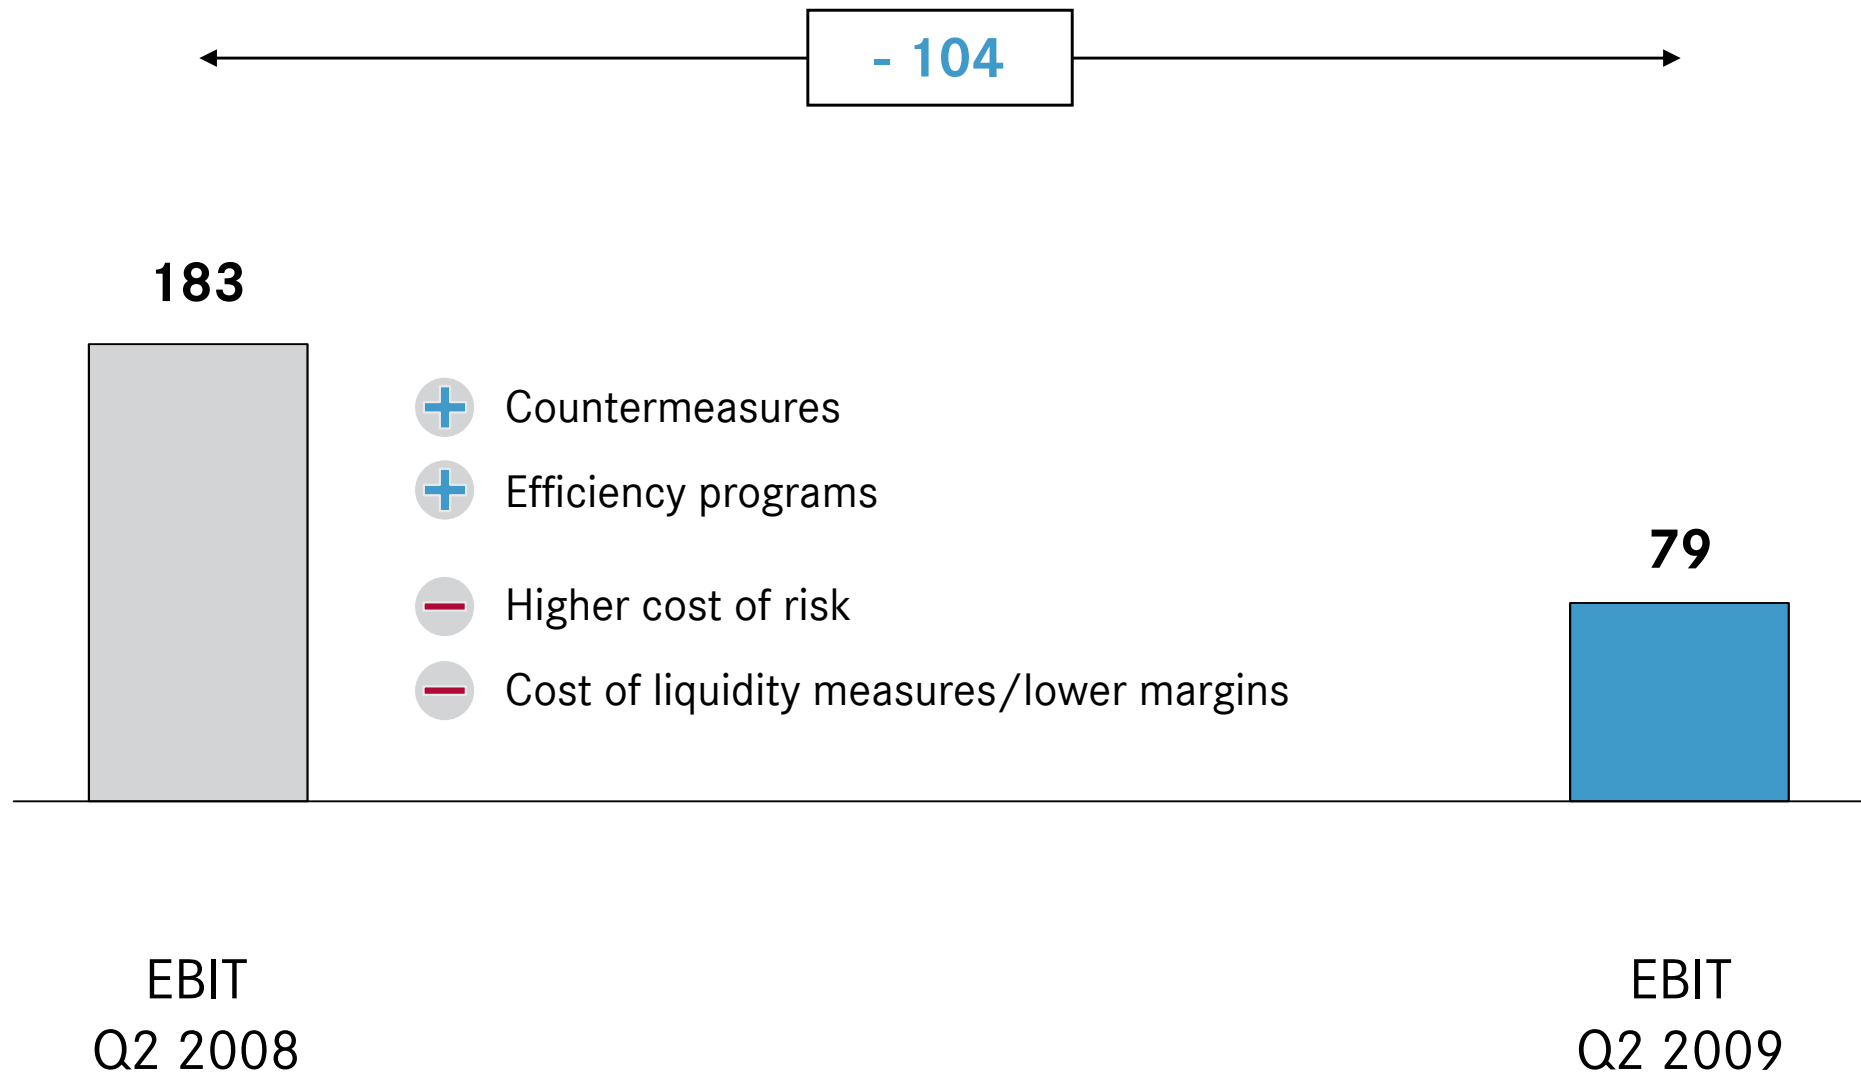 - 104
183
Countermeasures
Efficiency programs
Higher cost of risk
Cost of liquidity measures/lower margins
79
EBIT
Q2 2008
EBIT
Q2 2009